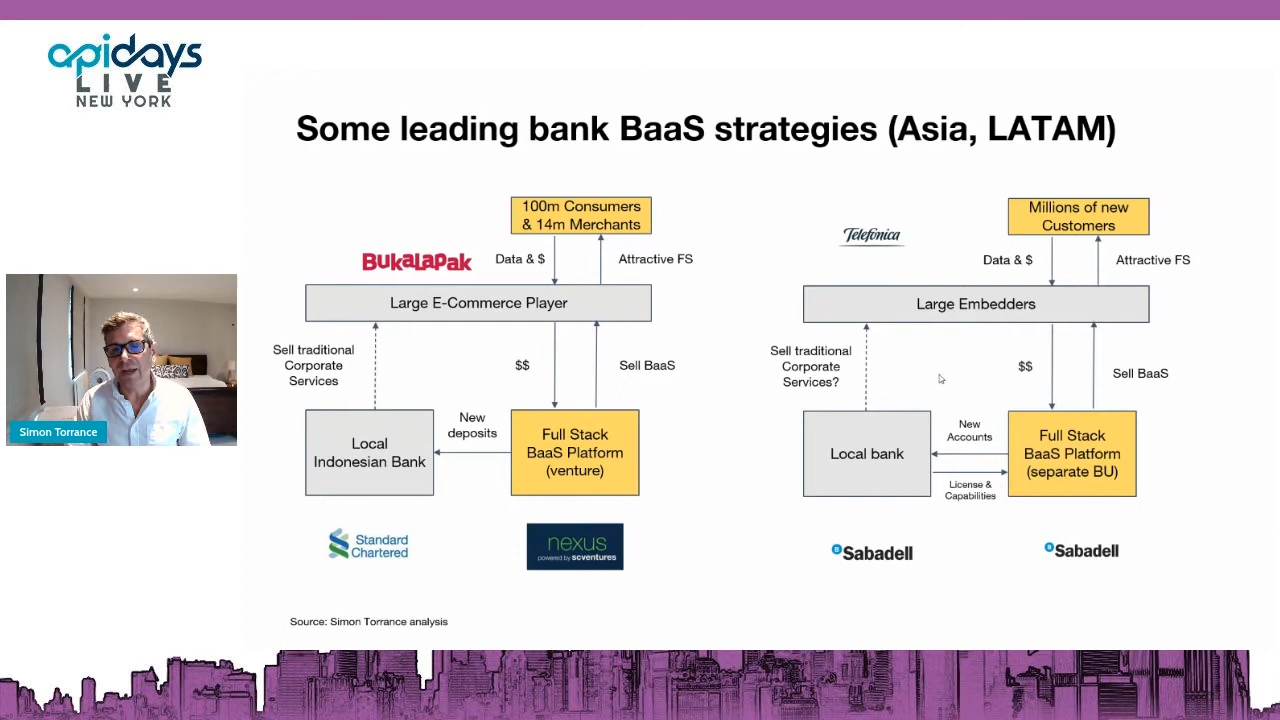 apidays
LIVE
NEW YORK
Some leading bank BaaS strategies (Asia, LATAM)
100m Consumers
& 14m Merchants
BukaLapak
Data & $
Attractive FS
Large E-Commerce Player
Sell traditional
Corporate
Services
$$
Sell BaaS
Local
Indonesian Bank
New
deposits
Full Stack
BaaS Platform
(venture)
Standard
Chartered
nexus
powered by scventures
Millions of new
Customers
Telefónica
Data & $
Attractive FS
Large Embedders
Sell traditional
Corporate
Services?
$$
Sell BaaS
Local bank
New
Accounts
License &
Capabilities
Full Stack
BaaS Platform
(separate BU)
B Sabadell
B Sabadell
Simon Torrance
Source: Simon Torrance analysis